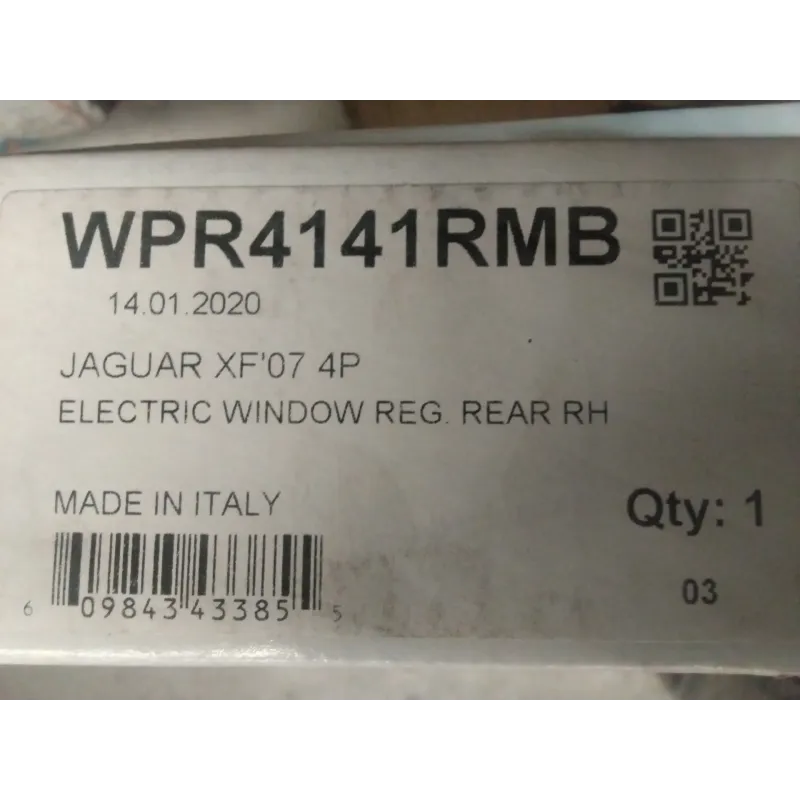 WPR4141RMB
14.01.2020
JAGUAR XF'07 4P
ELECTRIC WINDOW REG. REAR RH
MADE IN ITALY
Qty: 1
6 09843 43385 5
03